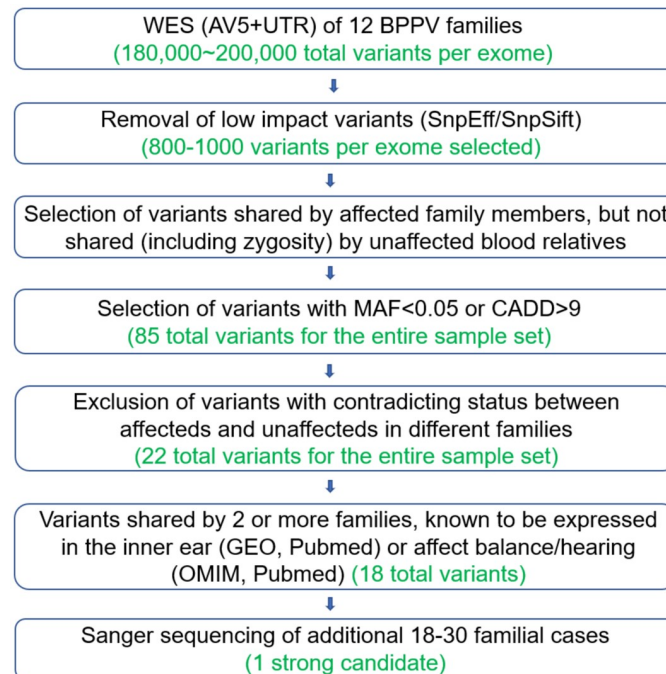 WES (AV5+UTR) of 12 BPPV families
(180,000~200,000 total variants per exome)
Removal of low impact variants (SnpEff/SnpSift)
(800-1000 variants per exome selected)
Selection of variants shared by affected family members, but not
shared (including zygosity) by unaffected blood relatives
Selection of variants with MAF<0.05 or CADD>9
(85 total variants for the entire sample set)
Exclusion of variants with contradicting status between
affecteds and unaffecteds in different families
(22 total variants for the entire sample set)
Variants shared by 2 or more families, known to be expressed
in the inner ear (GEO, Pubmed) or affect balance/hearing
(OMIM, Pubmed) (18 total variants)
Sanger sequencing of additional 18-30 familial cases
(1 strong candidate)